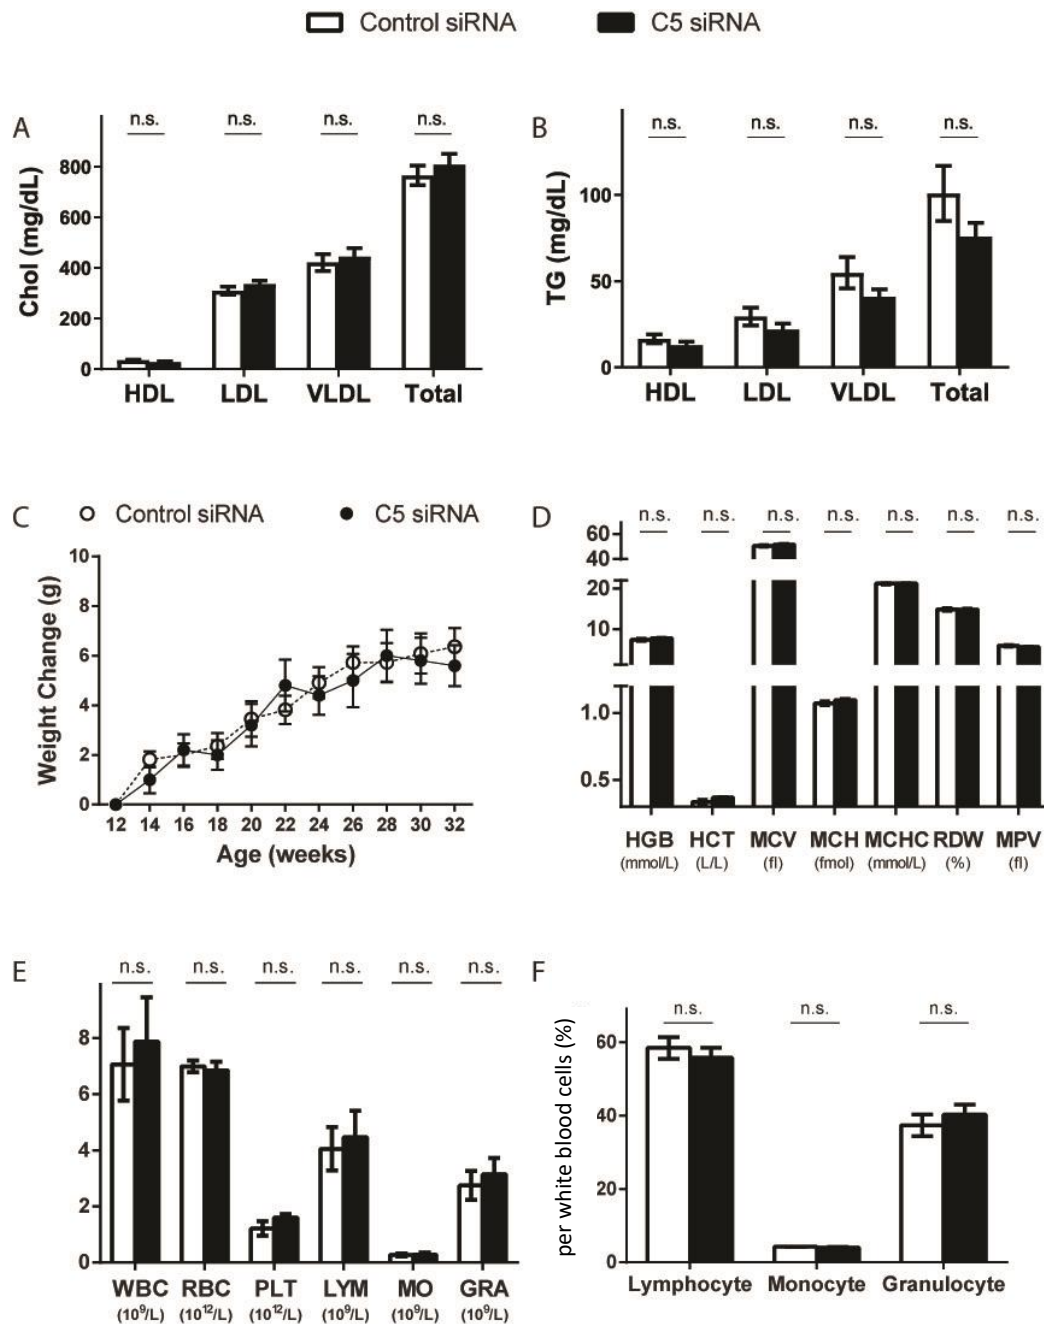 Control siRNA C5 siRNA
A
n.s. n.s. n.s. n.s.
Chol (mg/dL)
800
600
400
200
0
HDL LDL VLDL Total
B
n.s. n.s. n.s. n.s.
TG (mg/dL)
100
50
0
HDL LDL VLDL Total
C Control siRNA C5 siRNA
Weight Change (g)
10
8
6
4
2
0
12 14 16 18 20 22 24 26 28 30 32
Age (weeks)
D
n.s. n.s. n.s. n.s. n.s. n.s. n.s.
60
40
20
10
1.0
0.5
HGB HCT MCV MCH MCHC RDW MPV
(mmol/L) (L/L) (fl) (fmol) (mmol/L) (%) (fl)
E
n.s. n.s. n.s. n.s. n.s. n.s.
8
6
4
2
0
WBC RBC PLT LYM MO GRA
(10⁹/L) (10¹²/L) (10¹²/L) (10⁹/L) (10⁹/L) (10⁹/L)
F
n.s. n.s. n.s.
per white blood cells (%)
60
40
20
0
Lymphocyte Monocyte Granulocyte